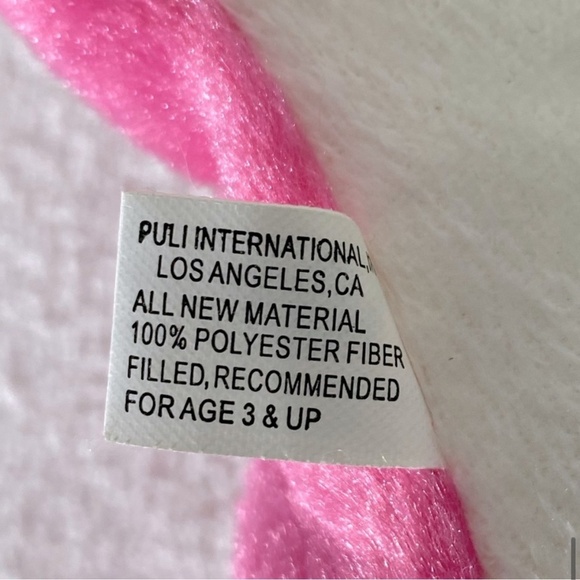 PULI INTERNATIONAL,
LOS ANGELES, CA
ALL NEW MATERIAL
100% POLYESTER FIBER
FILLED, RECOMMENDED
FOR AGE 3 & UP